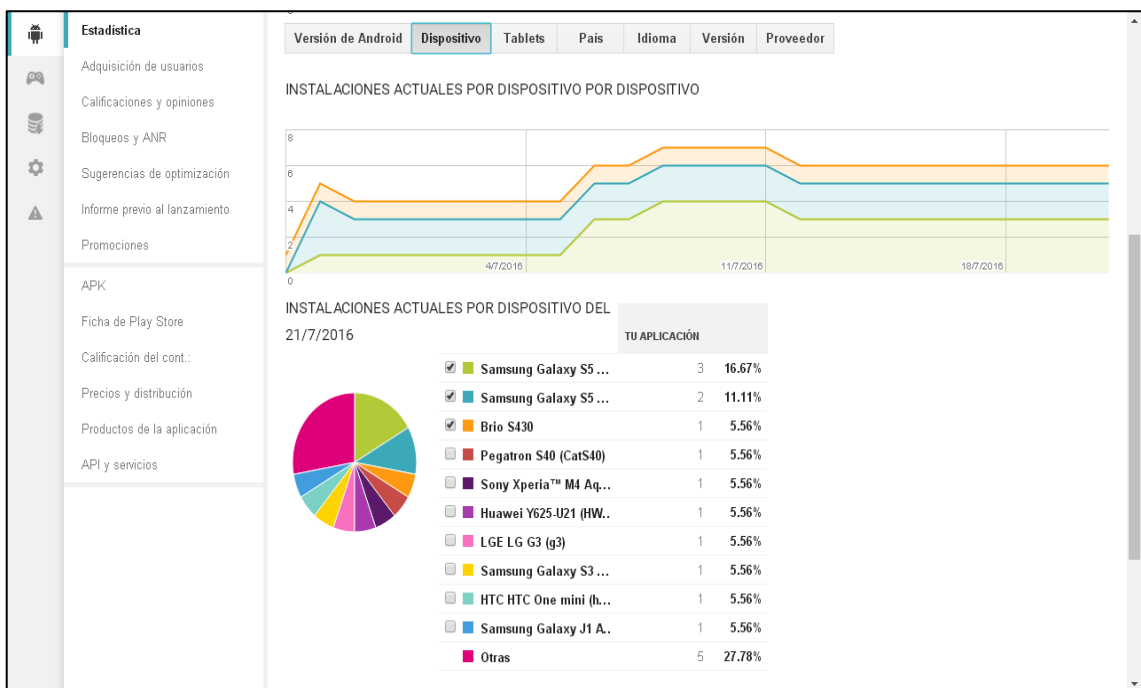 Estadística
Adquisición de usuarios
Calificaciones y opiniones
Bloqueos y ANR
Sugerencias de optimización
Informe previo al lanzamiento
Promociones
APK
Ficha de Play Store
Calificación del cont.:
Precios y distribución
Productos de la aplicación
API y servicios
Versión de Android Dispositivo Tablets País Idioma Versión Proveedor
INSTALACIONES ACTUALES POR DISPOSITIVO POR DISPOSITIVO
8
6
4
2
0
4/7/2016 11/7/2016 18/7/2016
INSTALACIONES ACTUALES POR DISPOSITIVO DEL
21/7/2016
TU APLICACIÓN
Samsung Galaxy S5 ... 3 16.67%
Samsung Galaxy S5 ... 2 11.11%
Brio S430 1 5.56%
Pegatron S40 (CatS40) 1 5.56%
Sony Xperia™ M4 Aq... 1 5.56%
Huawei Y625-U21 (HW.. 1 5.56%
LGE LG G3 (g3) 1 5.56%
Samsung Galaxy S3 ... 1 5.56%
HTC HTC One mini (h... 1 5.56%
Samsung Galaxy J1 A.. 1 5.56%
Otras 5 27.78%